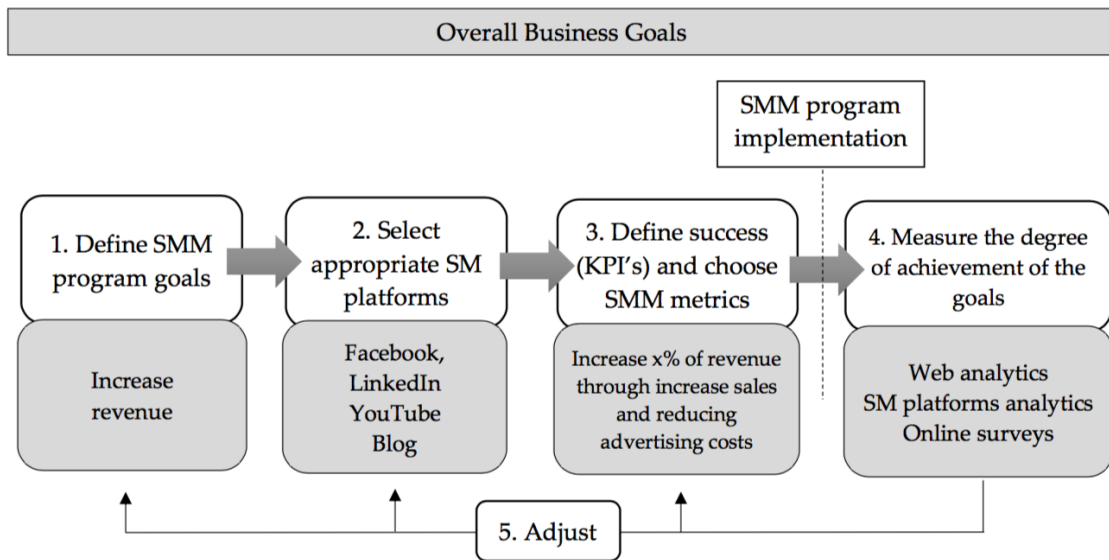 Overall Business Goals
SMM program
implementation
1. Define SMM
program goals
2. Select
appropriate SM
platforms
3. Define success
(KPI's) and choose
SMM metrics
4. Measure the degree
of achievement of the
goals
Increase
revenue
Facebook,
LinkedIn
YouTube
Blog
Increase x% of revenue
through increase sales
and reducing
advertising costs
Web analytics
SM platforms analytics
Online surveys
5. Adjust